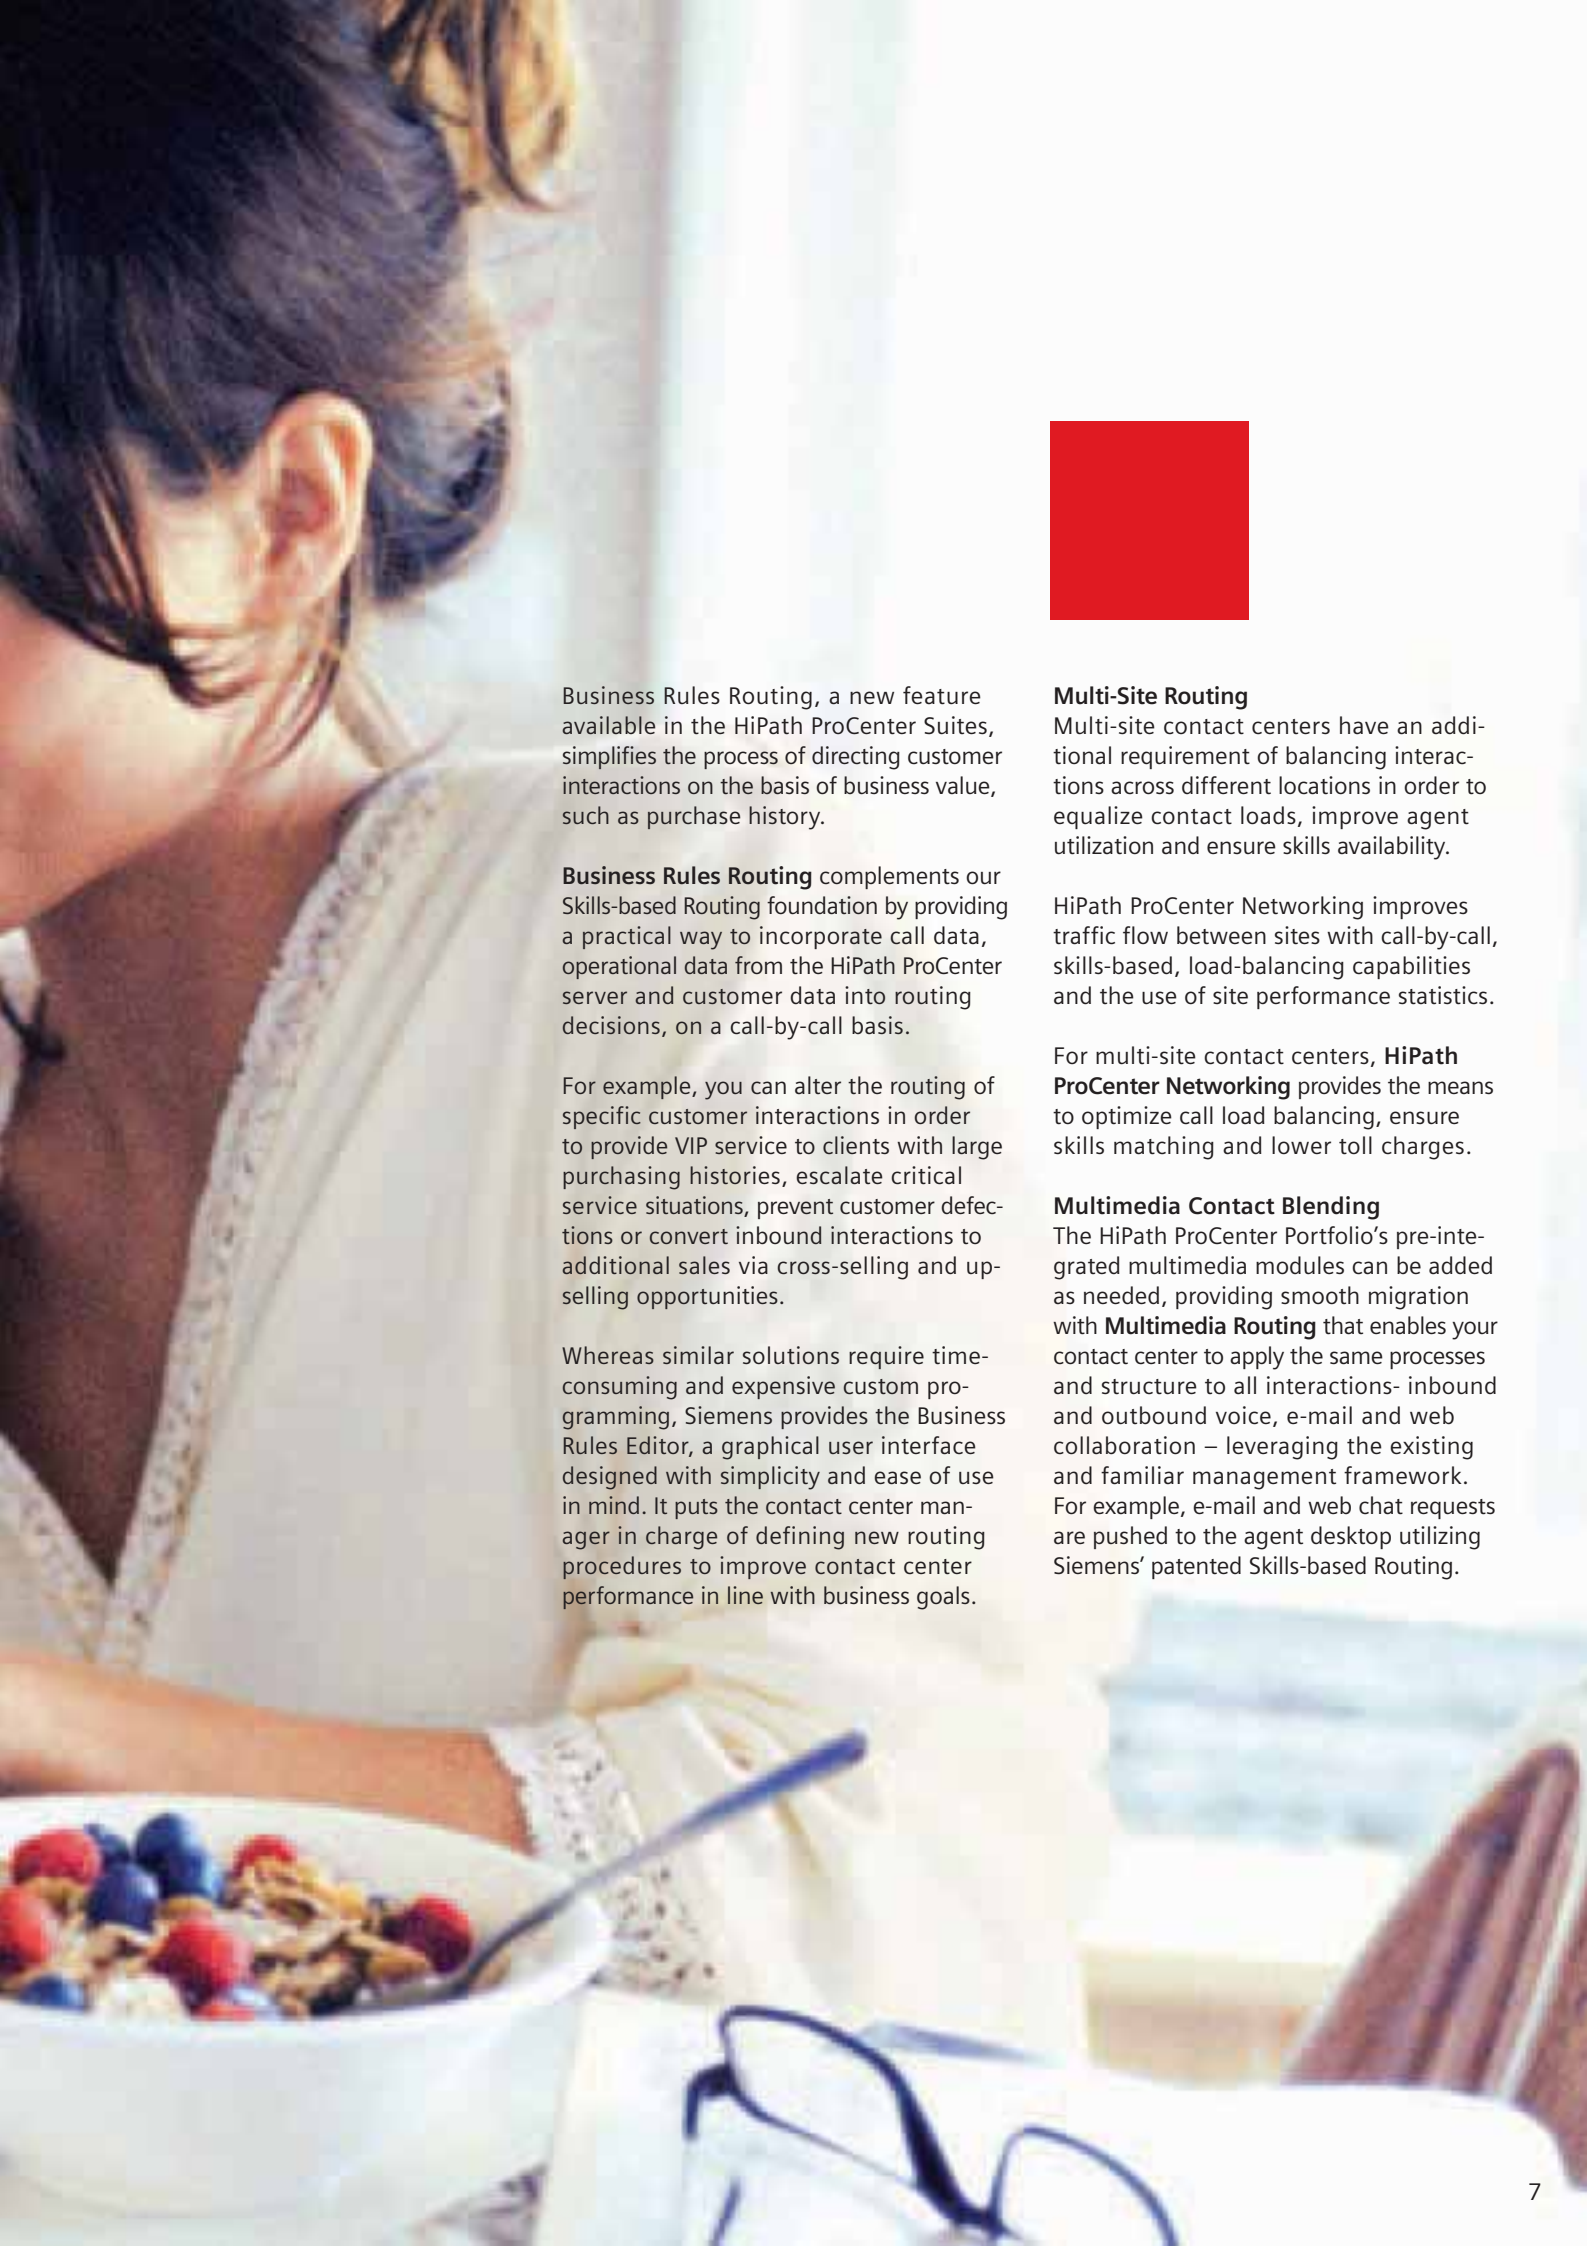 Business Rules Routing, a new feature
available in the HiPath ProCenter Suites,
simplifies the process of directing customer
interactions on the basis of business value,
such as purchase history.
Business Rules Routing complements our
Skills-based Routing foundation by providing
a practical way to incorporate call data,
operational data from the HiPath ProCenter
server and customer data into routing
decisions, on a call-by-call basis.
For example, you can alter the routing of
specific customer interactions in order
to provide VIP service to clients with large
purchasing histories, escalate critical
service situations, prevent customer defec-
tions or convert inbound interactions to
additional sales via cross-selling and up-
selling opportunities.
Whereas similar solutions require time-
consuming and expensive custom pro-
gramming, Siemens provides the Business
Rules Editor, a graphical user interface
designed with simplicity and ease of use
in mind. It puts the contact center man-
ager in charge of defining new routing
procedures to improve contact center
performance in line with business goals.
Multi-Site Routing
Multi-site contact centers have an addi-
tional requirement of balancing interac-
tions across different locations in order to
equalize contact loads, improve agent
utilization and ensure skills availability.
HiPath ProCenter Networking improves
traffic flow between sites with call-by-call,
skills-based, load-balancing capabilities
and the use of site performance statistics.
For multi-site contact centers, HiPath
ProCenter Networking provides the means
to optimize call load balancing, ensure
skills matching and lower toll charges.
Multimedia Contact Blending
The HiPath ProCenter Portfolio’s pre-inte-
grated multimedia modules can be added
as needed, providing smooth migration
with Multimedia Routing that enables your
contact center to apply the same processes
and structure to all interactions- inbound
and outbound voice, e-mail and web
collaboration – leveraging the existing
and familiar management framework.
For example, e-mail and web chat requests
are pushed to the agent desktop utilizing
Siemens’ patented Skills-based Routing.
7